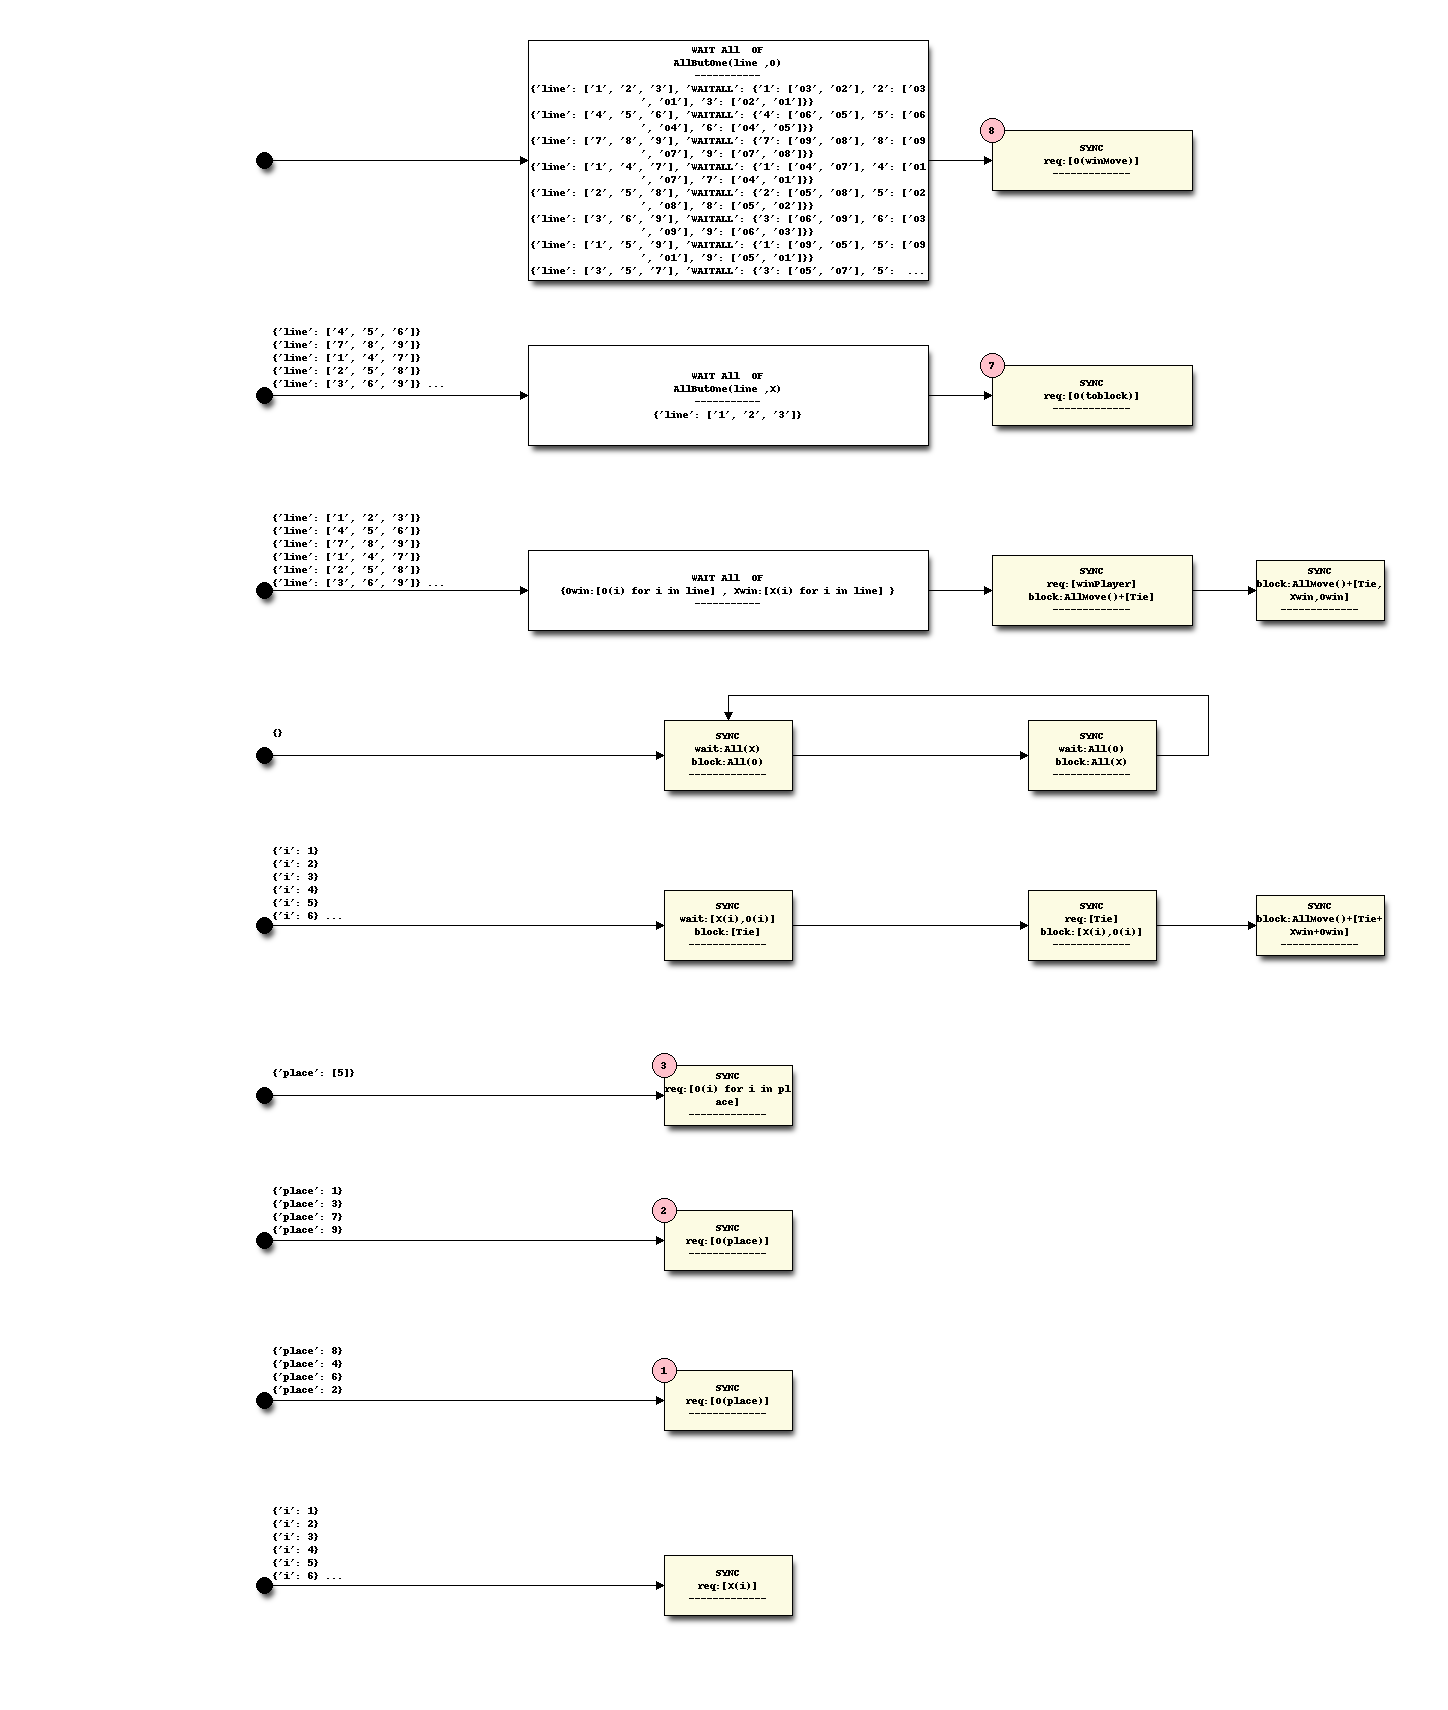 WAIT All  OF
AllButOne(line ,O)
-----------
{'line': ['1', '2', '3'], 'WAITALL': {'1': ['O3', 'O2'], '2': ['O3
', 'O1'], '3': ['O2', 'O1']}}
{'line': ['4', '5', '6'], 'WAITALL': {'4': ['O6', 'O5'], '5': ['O6
', 'O4'], '6': ['O4', 'O5']}}
{'line': ['7', '8', '9'], 'WAITALL': {'7': ['O9', 'O8'], '8': ['O9
', 'O7'], '9': ['O7', 'O8']}}
{'line': ['1', '4', '7'], 'WAITALL': {'1': ['O4', 'O7'], '4': ['O1
', 'O7'], '7': ['O4', 'O1']}}
{'line': ['2', '5', '8'], 'WAITALL': {'2': ['O5', 'O8'], '5': ['O2
', 'O8'], '8': ['O5', 'O2']}}
{'line': ['3', '6', '9'], 'WAITALL': {'3': ['O6', 'O9'], '6': ['O3
', 'O9'], '9': ['O6', 'O3']}}
{'line': ['1', '5', '9'], 'WAITALL': {'1': ['O9', 'O5'], '5': ['O9
', 'O1'], '9': ['O5', 'O1']}}
{'line': ['3', '5', '7'], 'WAITALL': {'3': ['O5', 'O7'], '5':  ...
8
SYNC
req:[O(winMove)]
-------------
{'line': ['4', '5', '6']}
{'line': ['7', '8', '9']}
{'line': ['1', '4', '7']}
{'line': ['2', '5', '8']}
{'line': ['3', '6', '9']} ...
WAIT All  OF
AllButOne(line ,X)
-----------
{'line': ['1', '2', '3']}
7
SYNC
req:[O(toblock)]
-------------
{'line': ['1', '2', '3']}
{'line': ['4', '5', '6']}
{'line': ['7', '8', '9']}
{'line': ['1', '4', '7']}
{'line': ['2', '5', '8']}
{'line': ['3', '6', '9']} ...
WAIT All  OF
{Owin:[O(i) for i in line] , Xwin:[X(i) for i in line] }
-----------
SYNC
req:[winPlayer]
block:AllMove()+[Tie]
-------------
SYNC
block:AllMove()+[Tie,
Xwin,Owin]
-------------
{}
SYNC
wait:All(X)
block:All(O)
-------------
SYNC
wait:All(O)
block:All(X)
-------------
{'i': 1}
{'i': 2}
{'i': 3}
{'i': 4}
{'i': 5}
{'i': 6} ...
SYNC
wait:[X(i),O(i)]
block:[Tie]
-------------
SYNC
req:[Tie]
block:[X(i),O(i)]
-------------
SYNC
block:AllMove()+[Tie+
Xwin+Owin]
-------------
{'place': [5]}
3
SYNC
req:[O(i) for i in pl
ace]
-------------
{'place': 1}
{'place': 3}
{'place': 7}
{'place': 9}
2
SYNC
req:[O(place)]
-------------
{'place': 8}
{'place': 4}
{'place': 6}
{'place': 2}
1
SYNC
req:[O(place)]
-------------
{'i': 1}
{'i': 2}
{'i': 3}
{'i': 4}
{'i': 5}
{'i': 6} ...
SYNC
req:[X(i)]
-------------